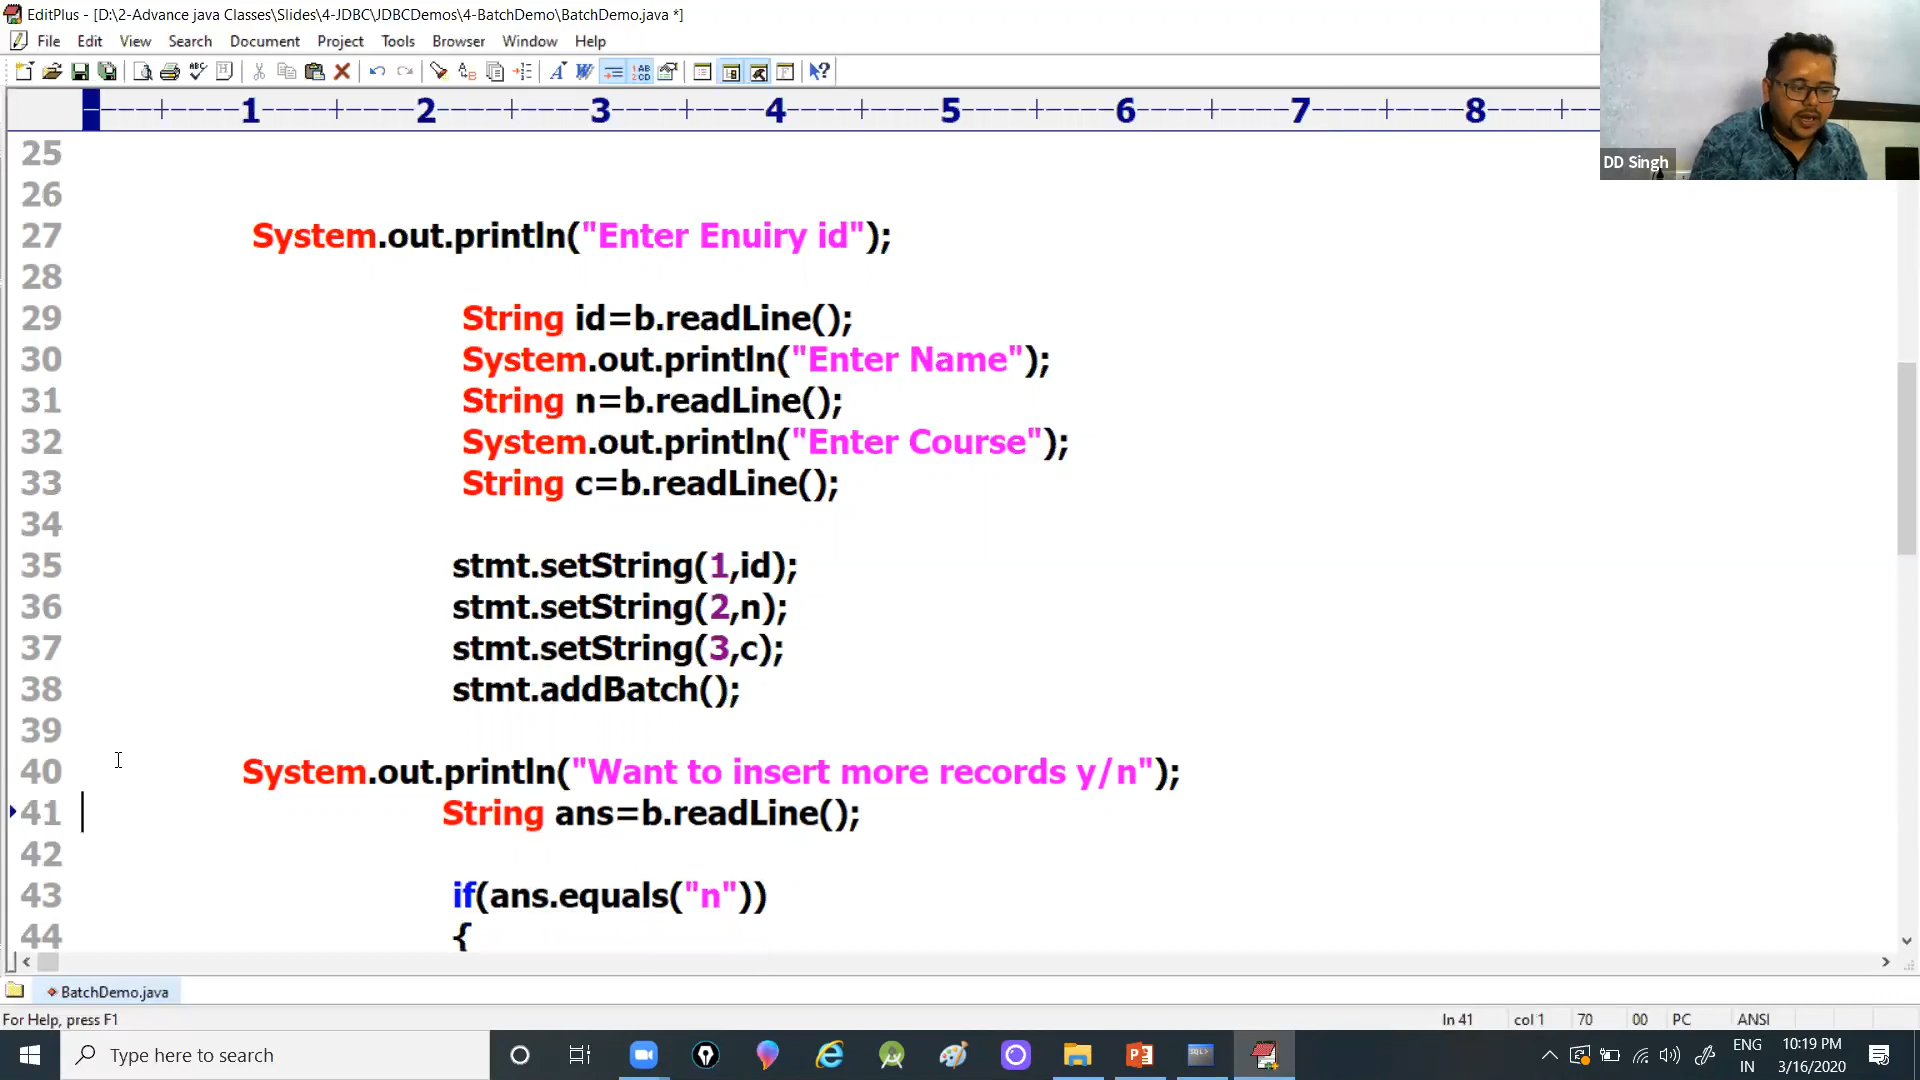 EditPlus - [D:\2-Advance java Classes\Slides\4-JDBC\JDBCDemos\4-BatchDemo\BatchDemo.java *]
File Edit View Search Document Project Tools Browser Window Help
1 2 3 4 5 6 7 8
DD Singh
25
26
27 System.out.println("Enter Enuiry id");
28
29 String id=b.readLine();
30 System.out.println("Enter Name");
31 String n=b.readLine();
32 System.out.println("Enter Course");
33 String c=b.readLine();
34
35 stmt.setString(1,id);
36 stmt.setString(2,n);
37 stmt.setString(3,c);
38 stmt.addBatch();
39
40 System.out.println("Want to insert more records y/n");
41 String ans=b.readLine();
42
43 if(ans.equals("n"))
44 {
BatchDemo.java
For Help, press F1 ln 41 col 1 70 00 PC ANSI
Type here to search
ENG 10:19 PM
IN 3/16/2020